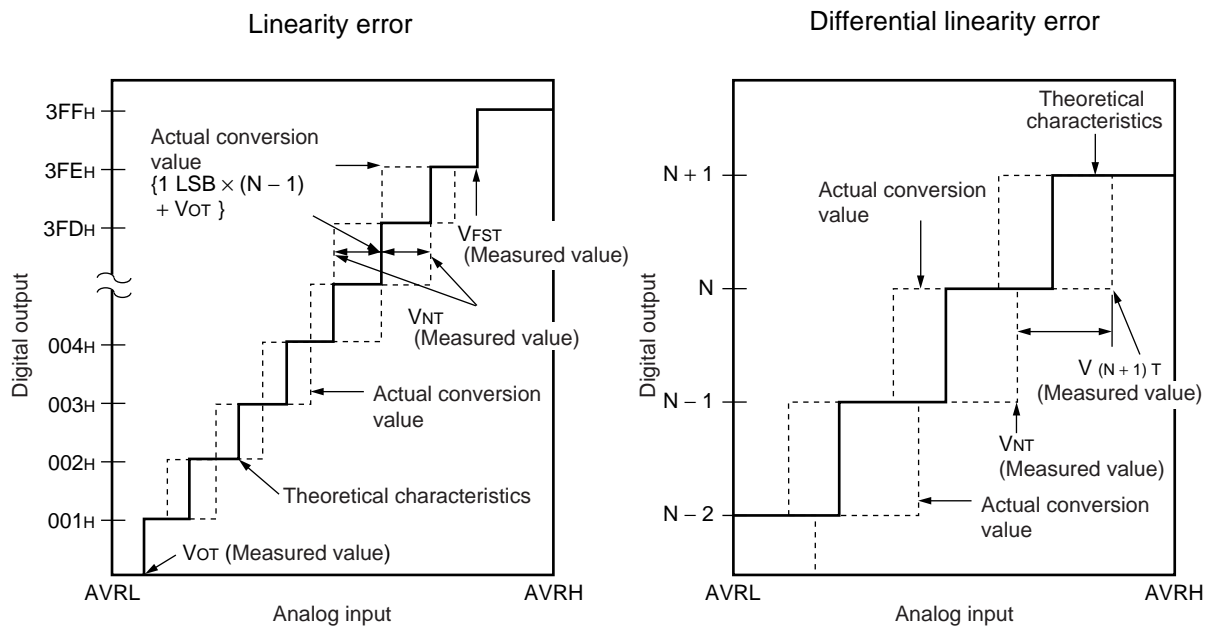 Linearity error
3FFH
3FEH
3FDH
004H
003H
002H
001H
Digital output
Actual conversion
value
{1 LSB × (N − 1)
+ VOT }
VFST
(Measured value)
VNT
(Measured value)
Actual conversion
value
Theoretical characteristics
VOT (Measured value)
AVRL
AVRH
Analog input
Differential linearity error
N + 1
N
N − 1
N − 2
Digital output
Theoretical
characteristics
Actual conversion
value
V (N + 1) T
(Measured value)
VNT
(Measured value)
Actual conversion
value
AVRL
AVRH
Analog input